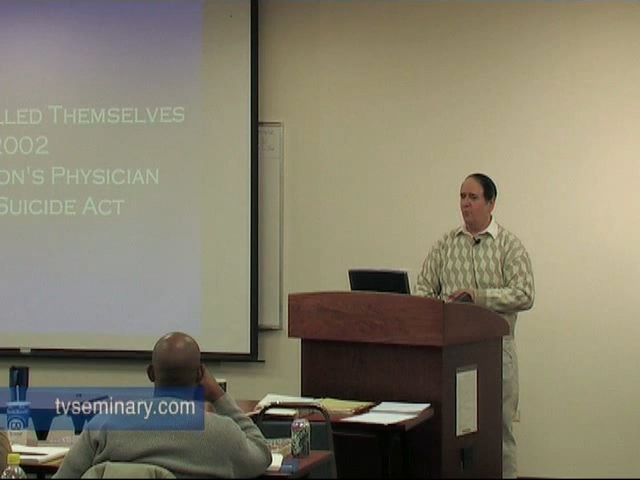 LLED THEMSELVES
2002
ON'S PHYSICIAN
SUICIDE ACT
tvseminary.com